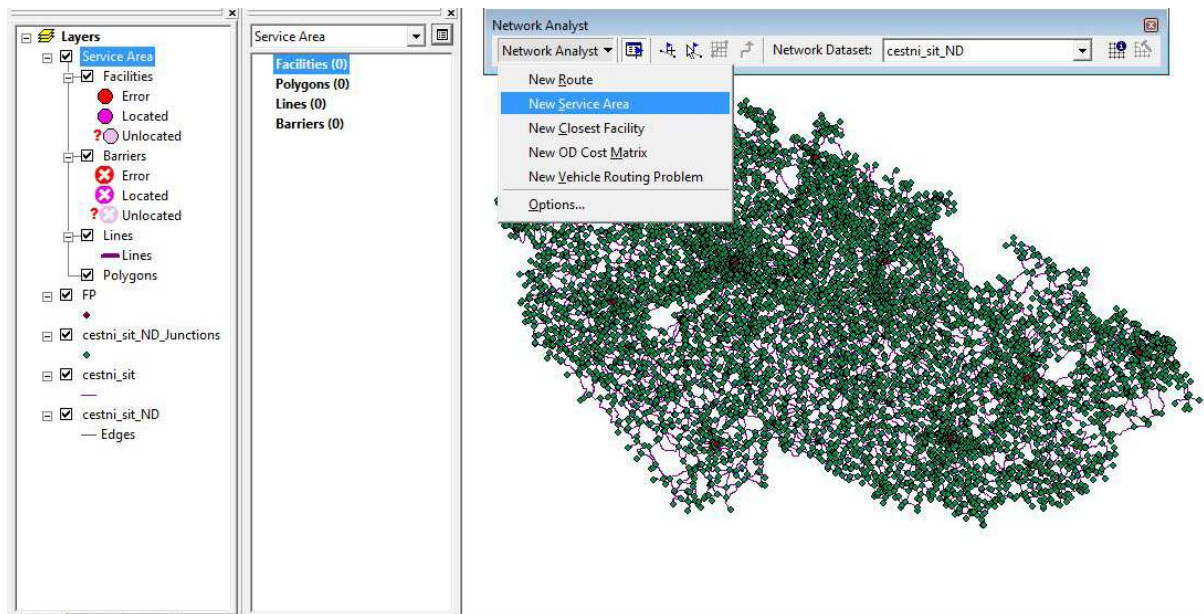 Layers
Service Area
Facilities
Error
Located
? Unlocated
Barriers
Error
Located
? Unlocated
Lines
Lines
Polygons
FP
cestni_sit_ND_Junctions
cestni_sit
cestni_sit_ND
Edges
Service Area
Facilities (0)
Polygons (0)
Lines (0)
Barriers (0)
Network Analyst
Network Analyst Network Dataset: cestni_sit_ND
New Route
New Service Area
New Closest Facility
New OD Cost Matrix
New Vehicle Routing Problem
Options...